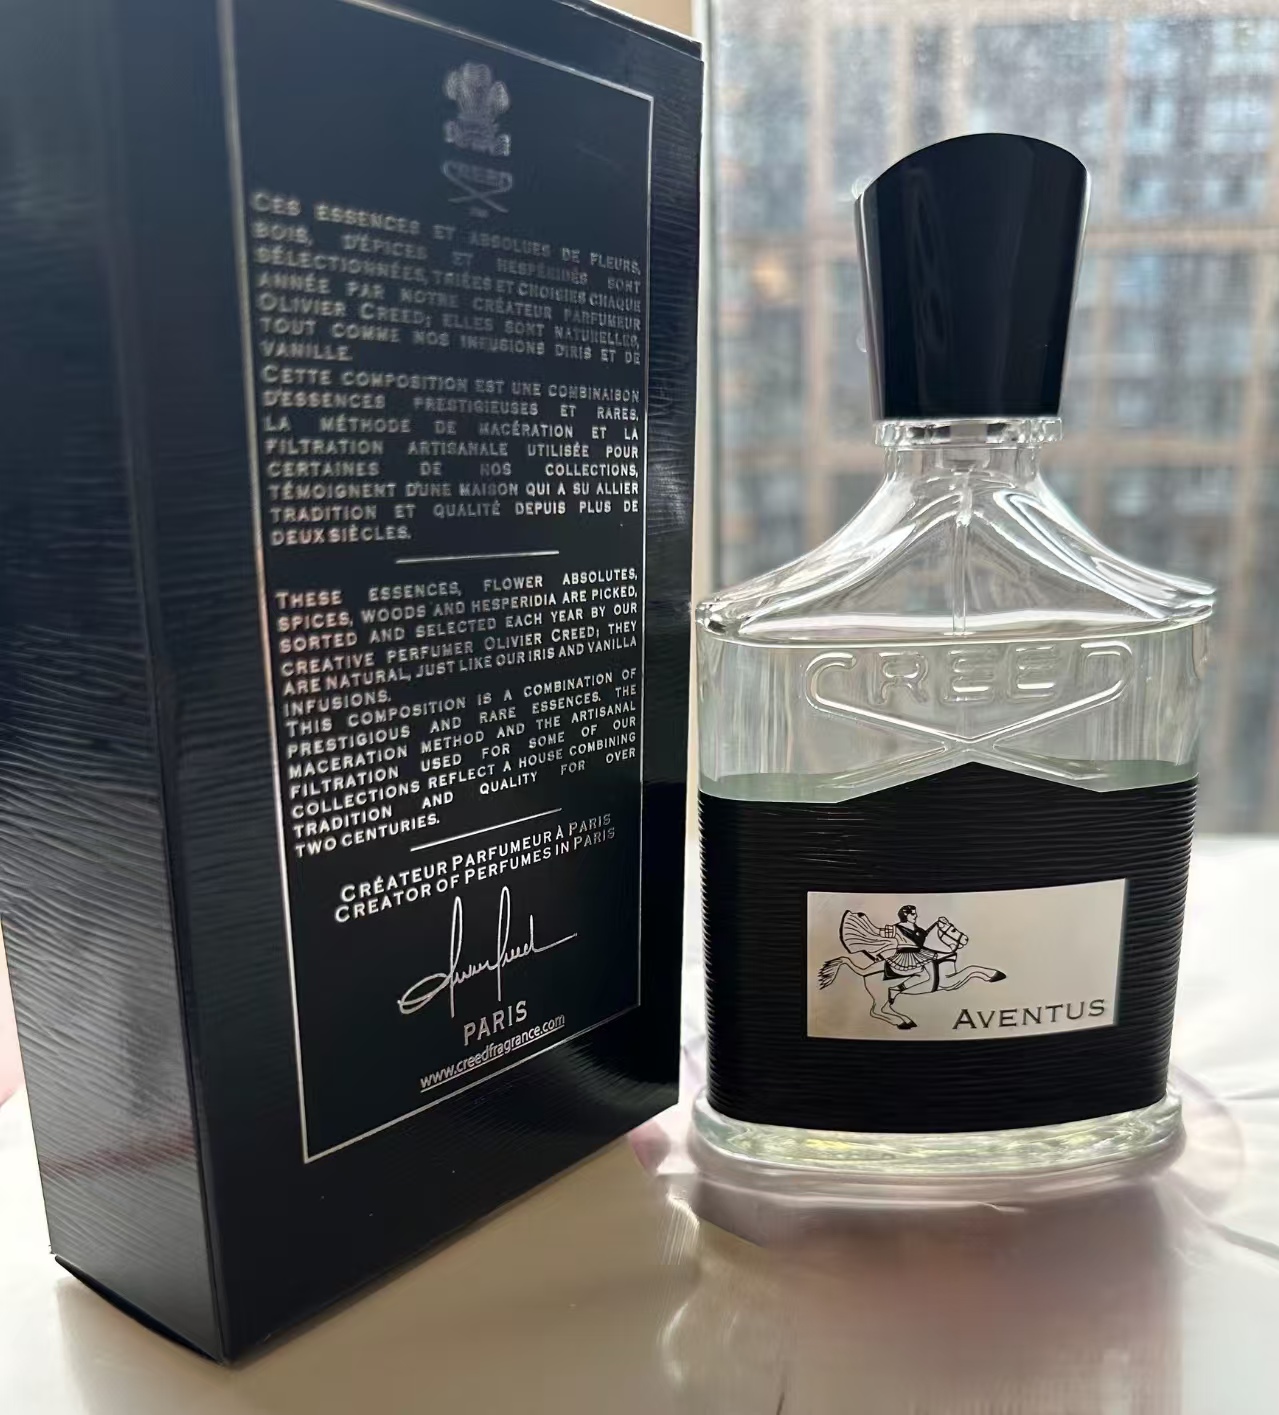 CREED
CES ESSENCES ET ABSOLUES DE FLEURS,
BOIS, D'ÉPICES ET HESPÉRIDÉS SONT
SÉLECTIONNÉES, TRIÉES ET CHOISIES CHAQUE
ANNÉE PAR NOTRE CRÉATEUR PARFUMEUR
OLIVIER CREED; ELLES SONT NATURELLES,
TOUT COMME NOS INFUSIONS D'IRIS ET DE
VANILLE.
CETTE COMPOSITION EST UNE COMBINAISON
D'ESSENCES PRESTIGIEUSES ET RARES.
LA MÉTHODE DE MACÉRATION ET LA
FILTRATION ARTISANALE UTILISÉE POUR
CERTAINES DE NOS COLLECTIONS,
TÉMOIGNENT D'UNE MAISON QUI A SU ALLIER
TRADITION ET QUALITÉ DEPUIS PLUS DE
DEUX SIÈCLES.
THESE ESSENCES, FLOWER ABSOLUTES,
SPICES, WOODS AND HESPERIDIA ARE PICKED,
SORTED AND SELECTED EACH YEAR BY OUR
CREATIVE PERFUMER OLIVIER CREED; THEY
ARE NATURAL, JUST LIKE OUR IRIS AND VANILLA
INFUSIONS.
THIS COMPOSITION IS A COMBINATION OF
PRESTIGIOUS AND RARE ESSENCES. THE
MACERATION METHOD AND THE ARTISANAL
FILTRATION USED FOR SOME OF OUR
COLLECTIONS REFLECT A HOUSE COMBINING
TRADITION AND QUALITY FOR OVER
TWO CENTURIES.
CRÉATEUR PARFUMEUR À PARIS
CREATOR OF PERFUMES IN PARIS
Olivier Creed
PARIS
www.creedfragrance.com
CREED
AVENTUS